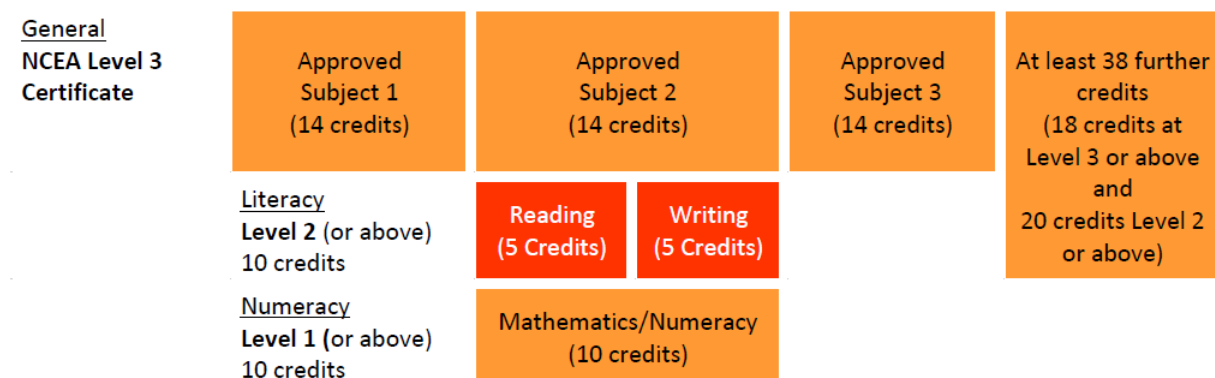 General
NCEA Level 3
Certificate
Approved
Subject 1
(14 credits)
Approved
Subject 2
(14 credits)
Approved
Subject 3
(14 credits)
At least 38 further
credits
(18 credits at
Level 3 or above
and
20 credits Level 2
or above)
Literacy
Level 2 (or above)
10 credits
Reading
(5 Credits)
Writing
(5 Credits)
Numeracy
Level 1 (or above)
10 credits
Mathematics/Numeracy
(10 credits)